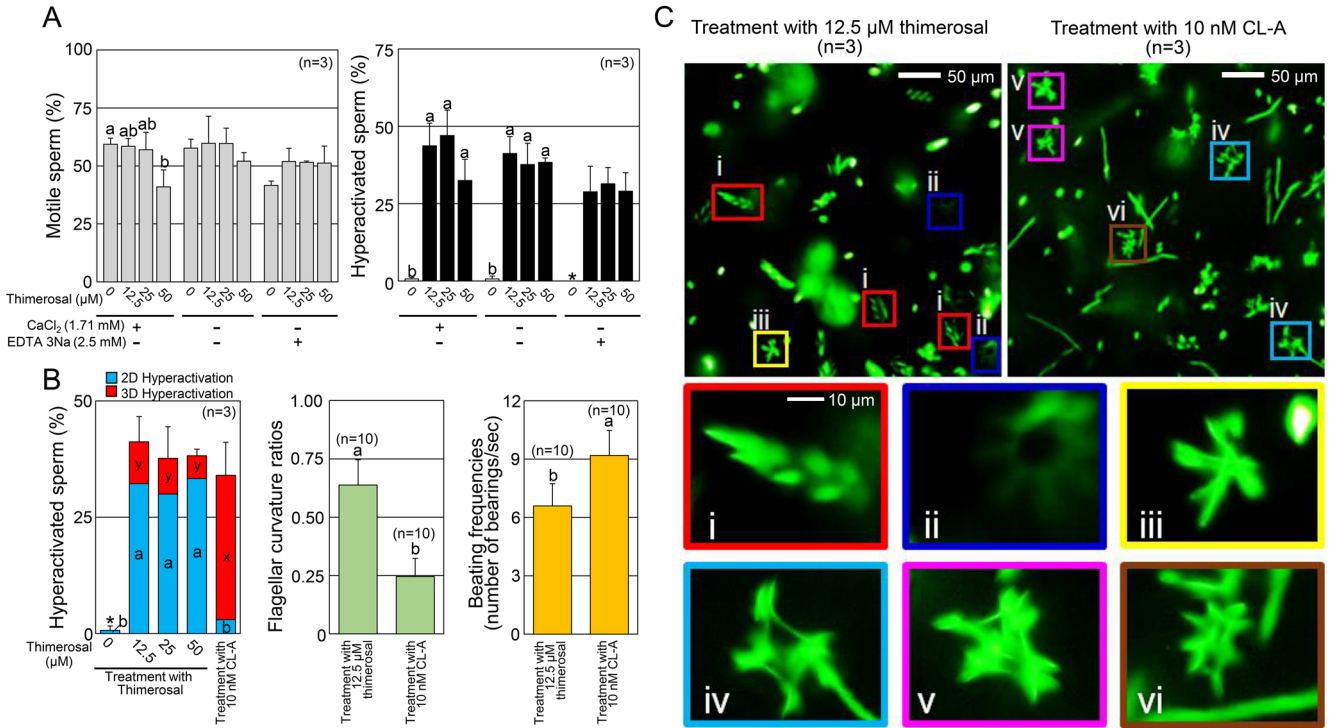 A
Motile sperm (%)
100
75
50
25
0
(n=3)
a
ab
ab
b
Hyperactivated sperm (%)
75
50
25
0
(n=3)
b
a
a
a
b
a
a
a
*
Thimerosal (μM)
0 12.5 25 50 0 12.5 25 50 0 12.5 25 50
0 12.5 25 50 0 12.5 25 50 0 12.5 25 50
CaCl2 (1.71 mM) + - - + - -
EDTA 3Na (2.5 mM) - - + - - +
B
2D Hyperactivation
3D Hyperactivation
Hyperactivated sperm (%)
50
40
30
20
10
0
(n=3)
* b
y
a
y
a
y
a
x
b
Thimerosal
(μM)
0 12.5 25 50
Treatment with
Thimerosal
Treatment with
10 nM CL-A
Flagellar curvature ratios
1.00
0.75
0.50
0.25
0
(n=10)
a
(n=10)
b
Treatment with
12.5 μM
thimerosal
Treatment with
10 nM CL-A
Beating frequencies
(number of bearings/sec)
12
9
6
3
0
(n=10)
b
(n=10)
a
Treatment with
12.5 μM
thimerosal
Treatment with
10 nM CL-A
C
Treatment with 12.5 μM thimerosal
(n=3)
50 μm
i
ii
i
i
ii
iii
Treatment with 10 nM CL-A
(n=3)
50 μm
v
v
iv
vi
iv
10 μm
i
ii
iii
iv
v
vi